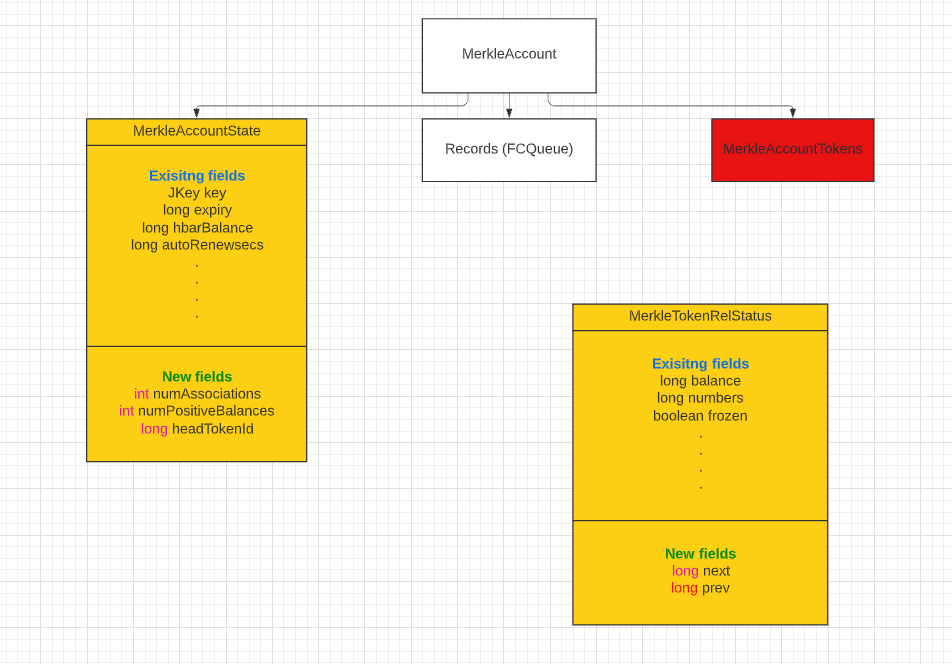 MerkleAccount
MerkleAccountState
Records (FCQueue)
MerkleAccountTokens
Exisitng fields
JKey key
long expiry
long hbarBalance
long autoRenewsecs
.
.
.
.
New fields
int numAssociations
int numPositiveBalances
long headTokenId
MerkleTokenRelStatus
Exisitng fields
long balance
long numbers
boolean frozen
.
.
.
.
New fields
long next
long prev